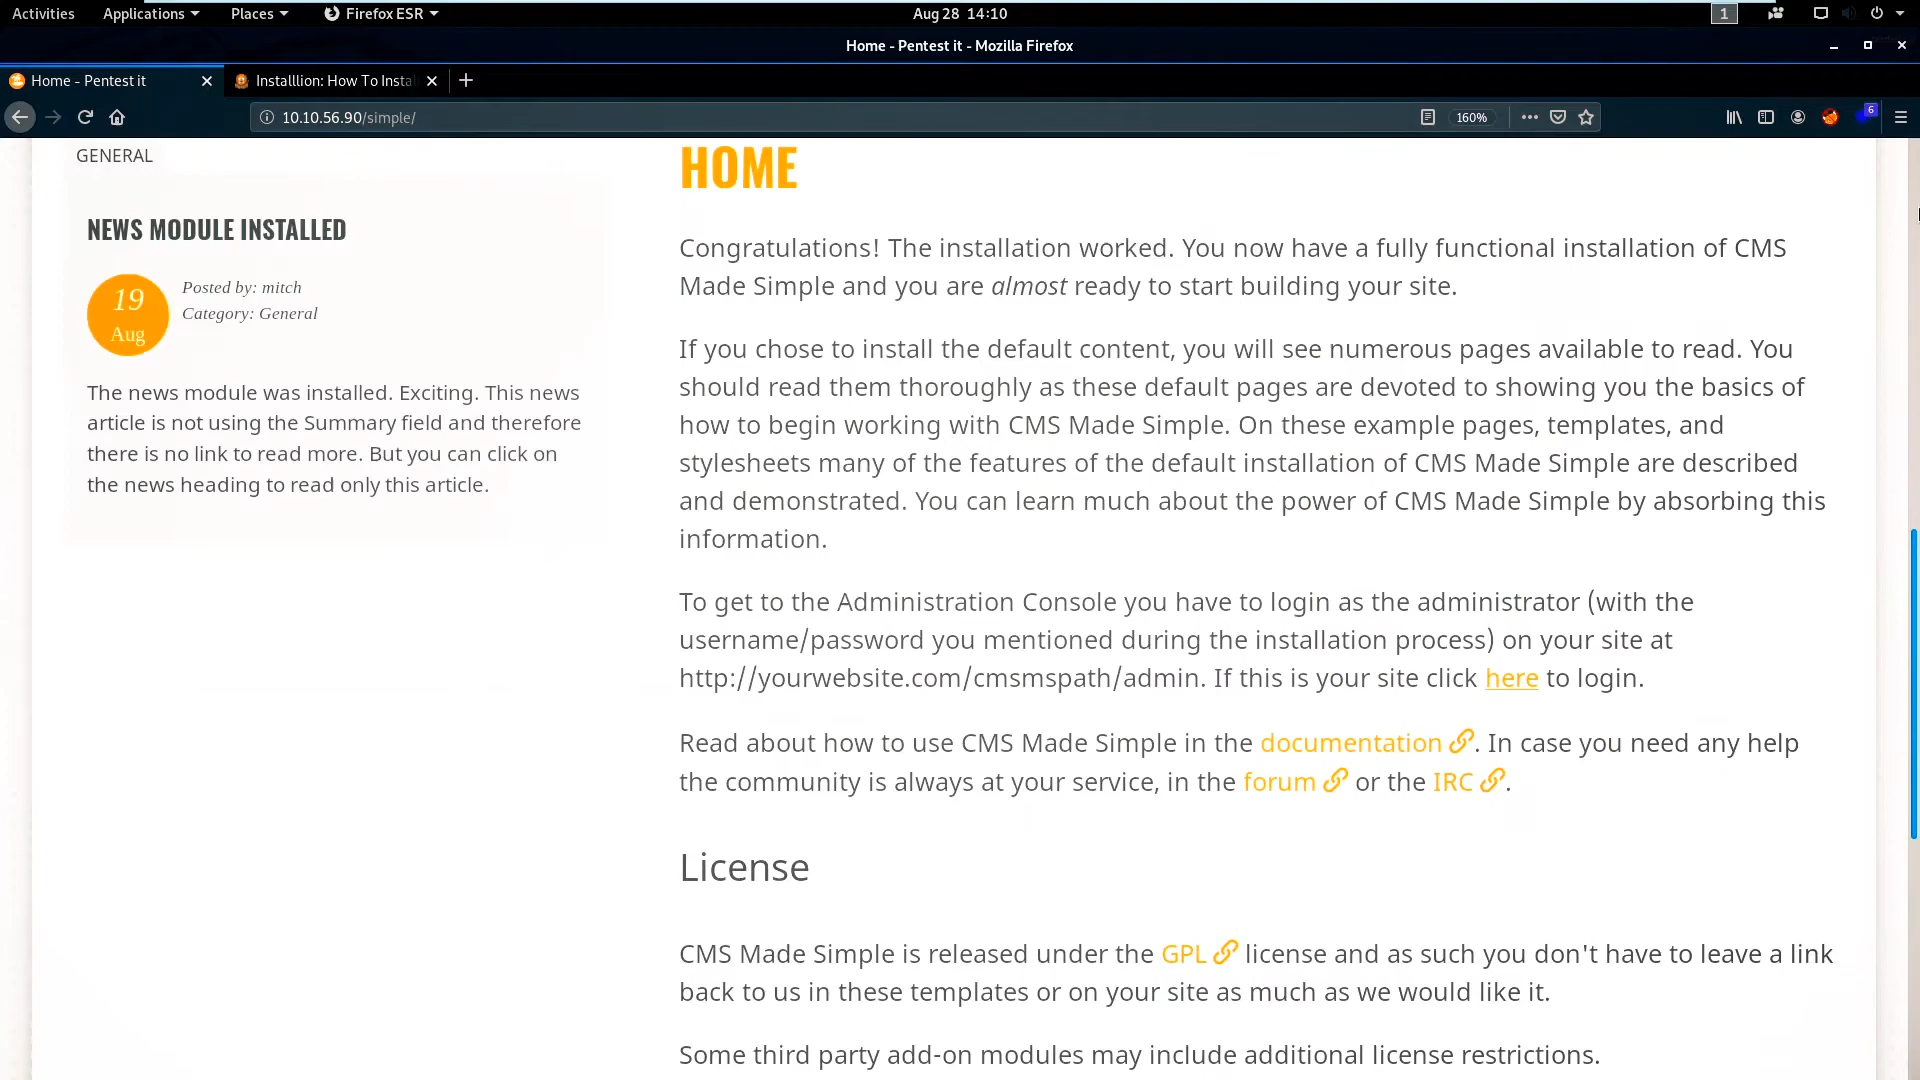 Activities Applications Places Firefox ESR Aug 28 14:10 1
Home - Pentest it - Mozilla Firefox
Home - Pentest it Installlion: How To Insta
10.10.56.90/simple/ 160% 6
GENERAL
NEWS MODULE INSTALLED
19
Aug
Posted by: mitch
Category: General
The news module was installed. Exciting. This news
article is not using the Summary field and therefore
there is no link to read more. But you can click on
the news heading to read only this article.
HOME
Congratulations! The installation worked. You now have a fully functional installation of CMS
Made Simple and you are almost ready to start building your site.
If you chose to install the default content, you will see numerous pages available to read. You
should read them thoroughly as these default pages are devoted to showing you the basics of
how to begin working with CMS Made Simple. On these example pages, templates, and
stylesheets many of the features of the default installation of CMS Made Simple are described
and demonstrated. You can learn much about the power of CMS Made Simple by absorbing this
information.
To get to the Administration Console you have to login as the administrator (with the
username/password you mentioned during the installation process) on your site at
http://yourwebsite.com/cmsmspath/admin. If this is your site click here to login.
Read about how to use CMS Made Simple in the documentation. In case you need any help
the community is always at your service, in the forum or the IRC.
License
CMS Made Simple is released under the GPL license and as such you don't have to leave a link
back to us in these templates or on your site as much as we would like it.
Some third party add-on modules may include additional license restrictions.